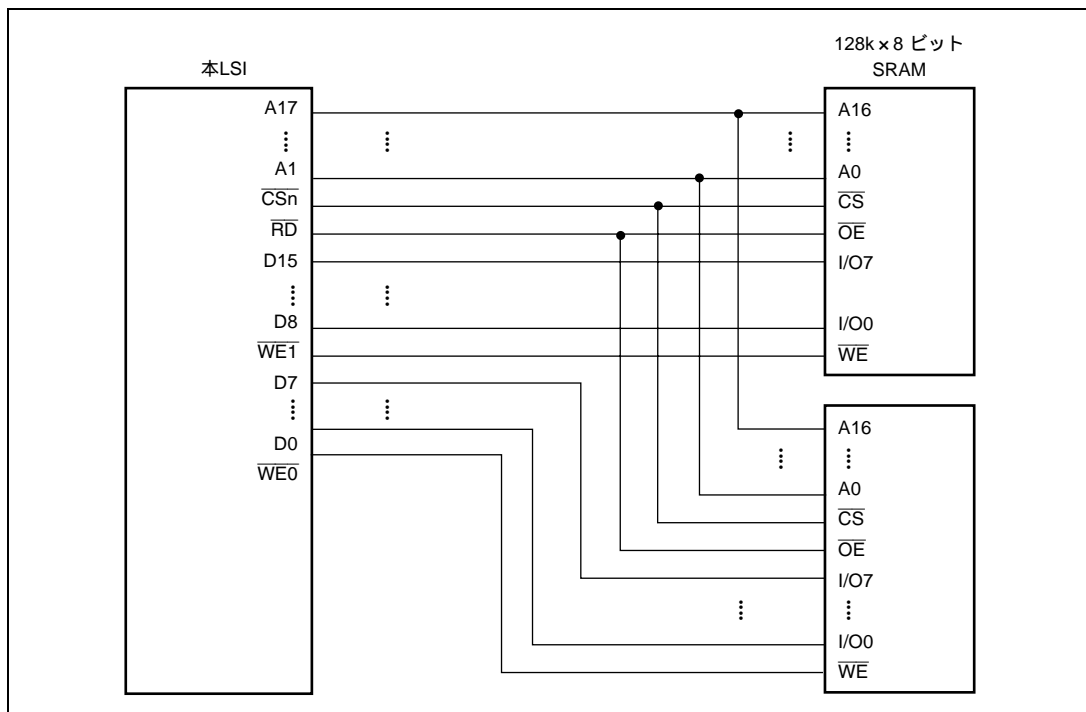 本LSI
A17
A1
CSn
RD
D15
D8
WE1
D7
D0
WE0
128k×8 ビット
SRAM
A16
A0
CS
OE
I/O7
I/O0
WE
A16
A0
CS
OE
I/O7
I/O0
WE